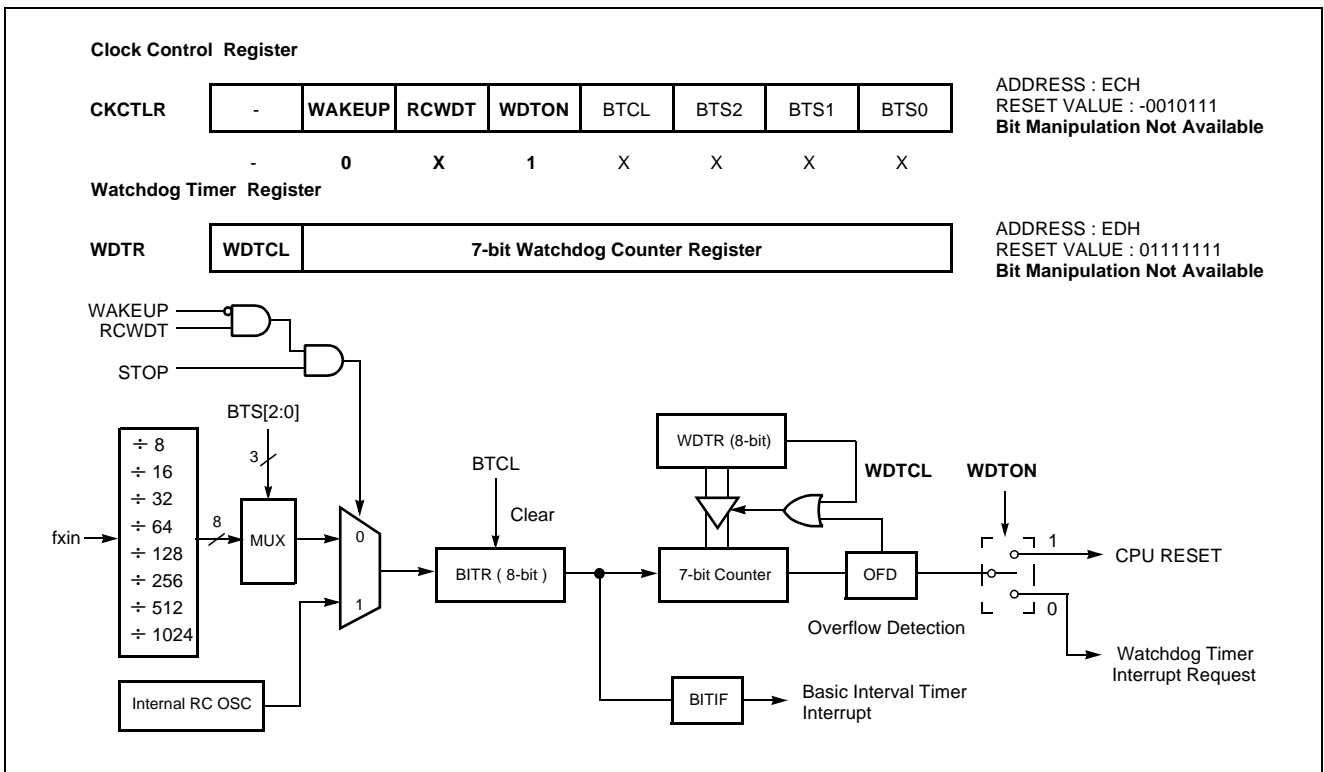 Clock Control Register
CKCTLR
- WAKEUP RCWDT WDTON BTCL BTS2 BTS1 BTS0
ADDRESS : ECH
RESET VALUE : -0010111
Bit Manipulation Not Available
- 0 X 1 X X X X
Watchdog Timer Register
WDTR
WDTCL 7-bit Watchdog Counter Register
ADDRESS : EDH
RESET VALUE : 01111111
Bit Manipulation Not Available
WAKEUP
RCWDT
STOP
BTS[2:0]
3
fxin
÷ 8
÷ 16
÷ 32
÷ 64
÷ 128
÷ 256
÷ 512
÷ 1024
8
MUX
0
1
Internal RC OSC
BTCL
Clear
BITR ( 8-bit )
WDTR (8-bit)
WDTCL
WDTON
7-bit Counter
OFD
Overflow Detection
1
CPU RESET
0
Watchdog Timer
Interrupt Request
BITIF
Basic Interval Timer
Interrupt